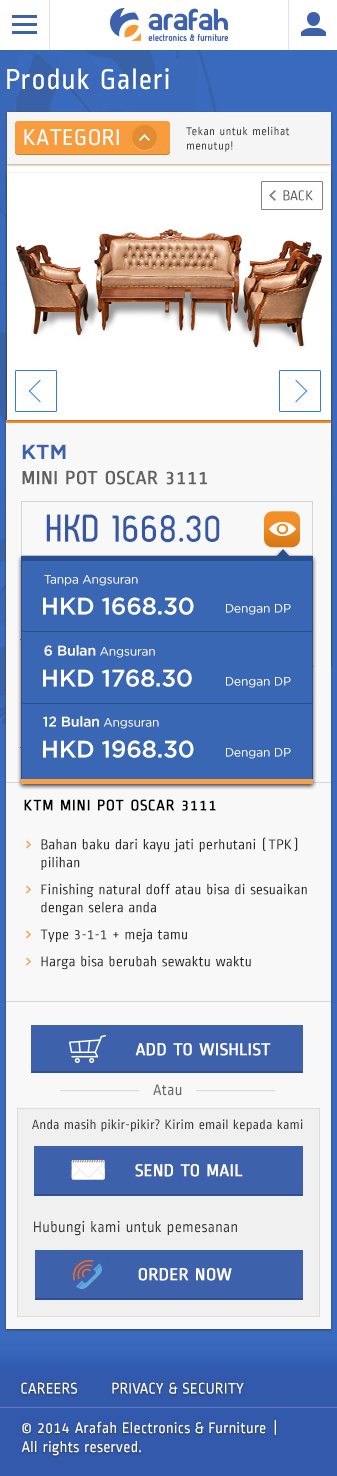 arafah
electronics & furniture
Produk Galeri
KATEGORI
Tekan untuk melihat
menutup!
BACK
KTM
MINI POT OSCAR 3111
HKD 1668.30
Tanpa Angsuran
HKD 1668.30 Dengan DP
6 Bulan Angsuran
HKD 1768.30 Dengan DP
12 Bulan Angsuran
HKD 1968.30 Dengan DP
KTM MINI POT OSCAR 3111
Bahan baku dari kayu jati perhutani (TPK)
pilihan
Finishing natural doff atau bisa di sesuaikan
dengan selera anda
Type 3-1-1 + meja tamu
Harga bisa berubah sewaktu waktu
ADD TO WISHLIST
Atau
Anda masih pikir-pikir? Kirim email kepada kami
SEND TO MAIL
Hubungi kami untuk pemesanan
ORDER NOW
CAREERS PRIVACY & SECURITY
© 2014 Arafah Electronics & Furniture |
All rights reserved.